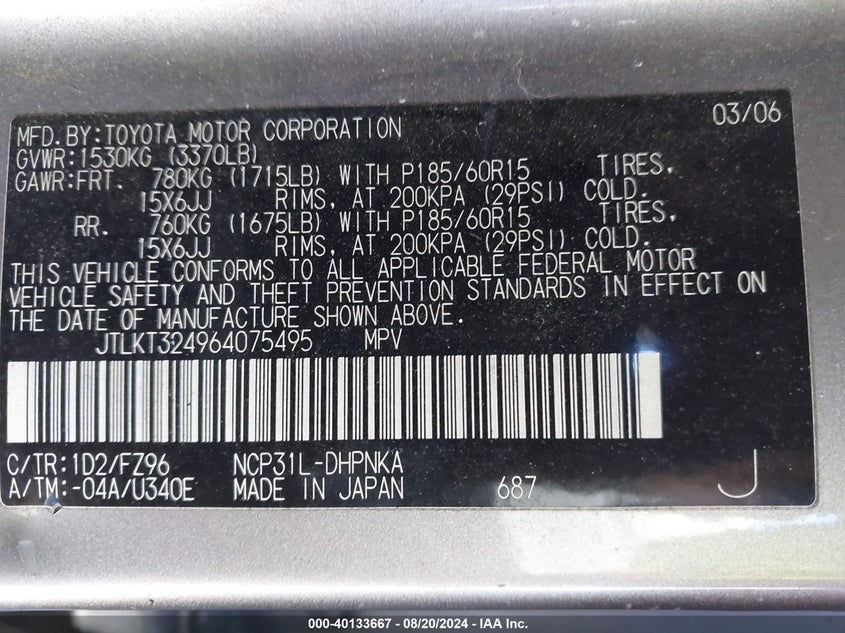 03/06
MFD.BY:TOYOTA MOTOR CORPORATION
GVWR:1530KG (3370LB)
GAWR:FRT. 780KG (1715LB) WITH P185/60R15 TIRES,
15X6JJ RIMS, AT 200KPA (29PSI) COLD.
RR. 760KG (1675LB) WITH P185/60R15 TIRES,
15X6JJ RIMS, AT 200KPA (29PSI) COLD.
THIS VEHICLE CONFORMS TO ALL APPLICABLE FEDERAL MOTOR
VEHICLE SAFETY AND THEFT PREVENTION STANDARDS IN EFFECT ON
THE DATE OF MANUFACTURE SHOWN ABOVE.
JTLKT324964075495 MPV
C/TR:1D2/FZ96 NCP31L-DHPNKA
A/TM:-04A/U340E MADE IN JAPAN 687 J
000-40133667 - 08/20/2024 - IAA Inc.